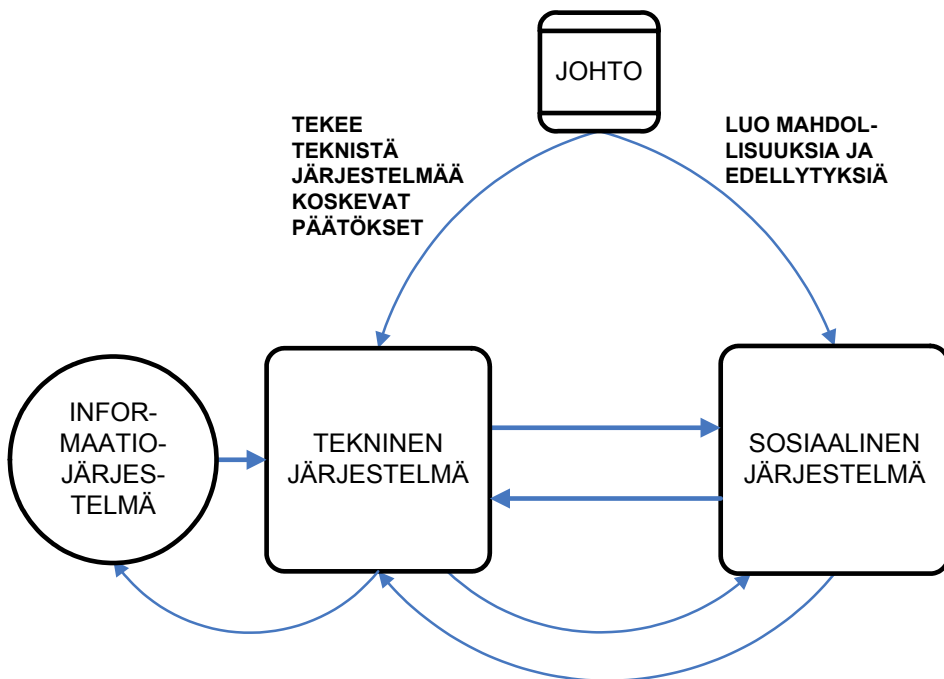 JOHTO
TEKEE
TEKNISTÄ
JÄRJESTELMÄÄ
KOSKEVAT
PÄÄTÖKSET
LUO MAHDOL-
LISUUKSIA JA
EDELLYTYKSIÄ
INFOR-
MAATIO-
JÄRJES-
TELMÄ
TEKNINEN
JÄRJESTELMÄ
SOSIAALINEN
JÄRJESTELMÄ